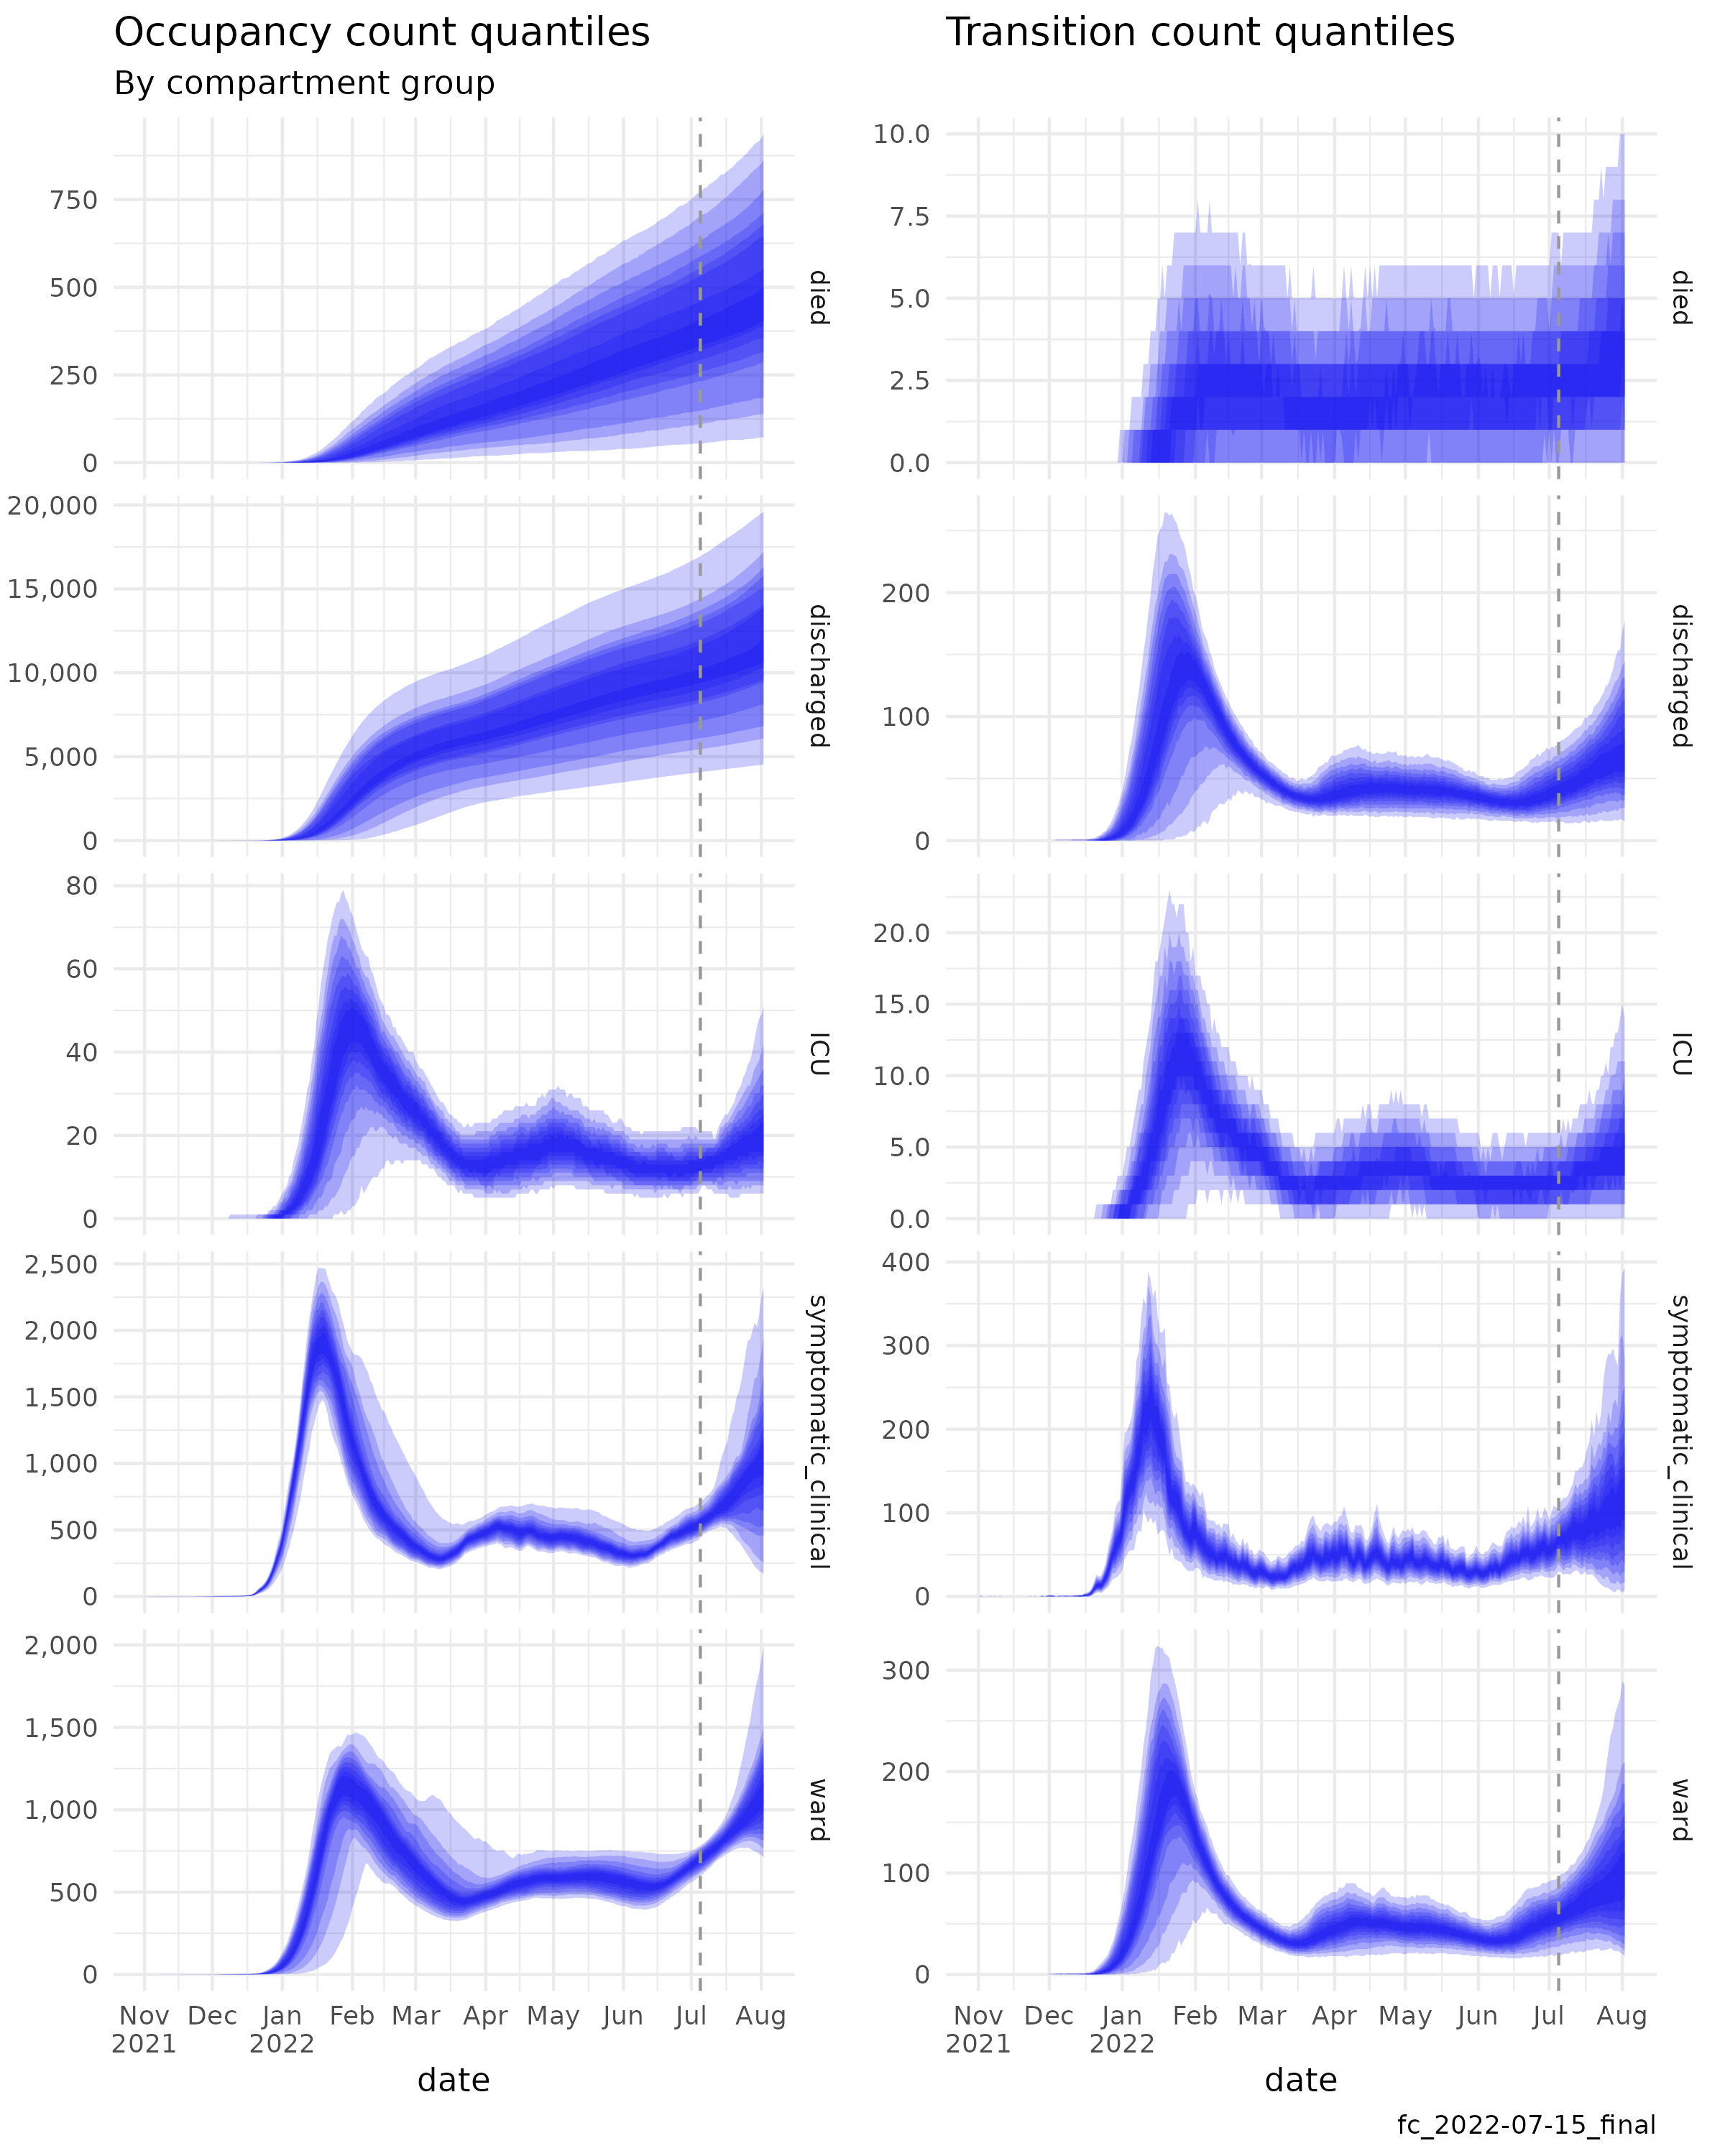 Occupancy count quantiles
By compartment group
750
500
250
0
died
20,000
15,000
10,000
5,000
0
discharged
80
60
40
20
0
ICU
2,500
2,000
1,500
1,000
500
0
symptomatic_clinical
2,000
1,500
1,000
500
0
ward
Nov Dec Jan Feb Mar Apr May Jun Jul Aug
2021 2022
date
Transition count quantiles
10.0
7.5
5.0
2.5
0.0
died
200
100
0
discharged
20.0
15.0
10.0
5.0
0.0
ICU
400
300
200
100
0
symptomatic_clinical
300
200
100
0
ward
Nov Dec Jan Feb Mar Apr May Jun Jul Aug
2021 2022
date
fc_2022-07-15_final